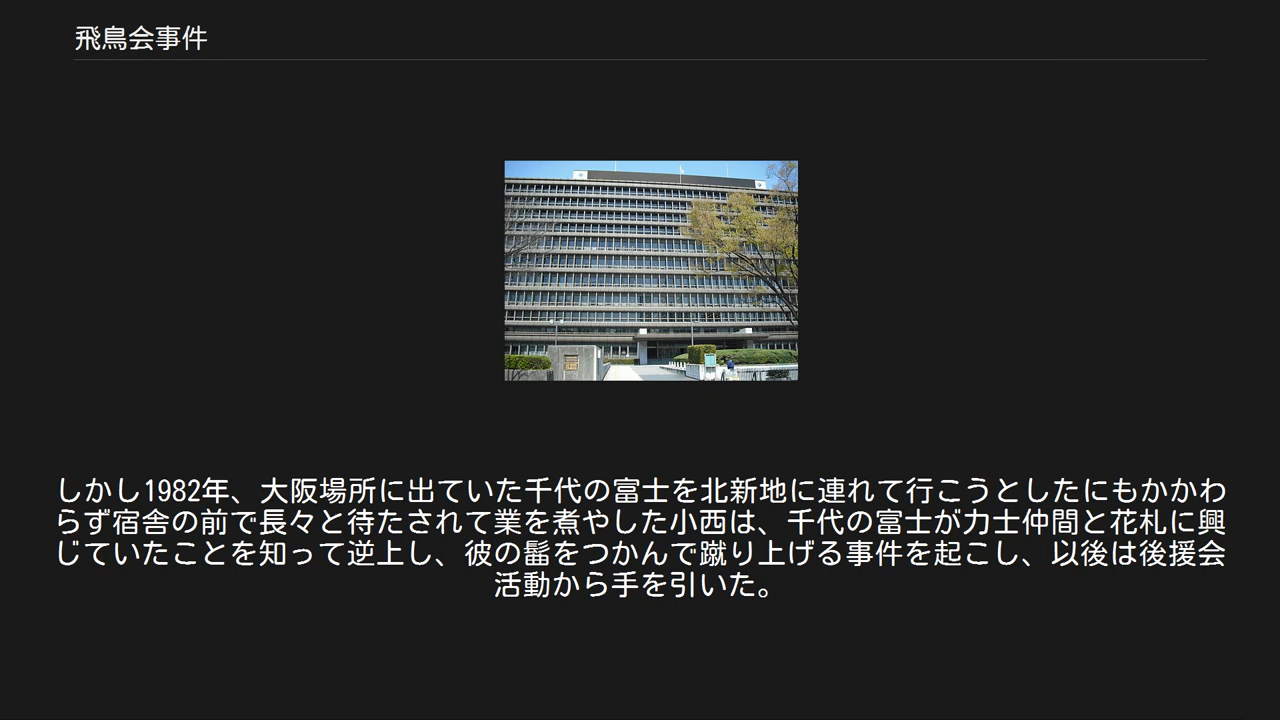 飛鳥会事件
しかし1982年、大阪場所に出ていた千代の富士を北新地に連れて行こうとしたにもかかわ
らず宿舎の前で長々と待たされて業を煮やした小西は、千代の富士が力士仲間と花札に興
じていたことを知って逆上し、彼の髷をつかんで蹴り上げる事件を起こし、以後は後援会
活動から手を引いた。